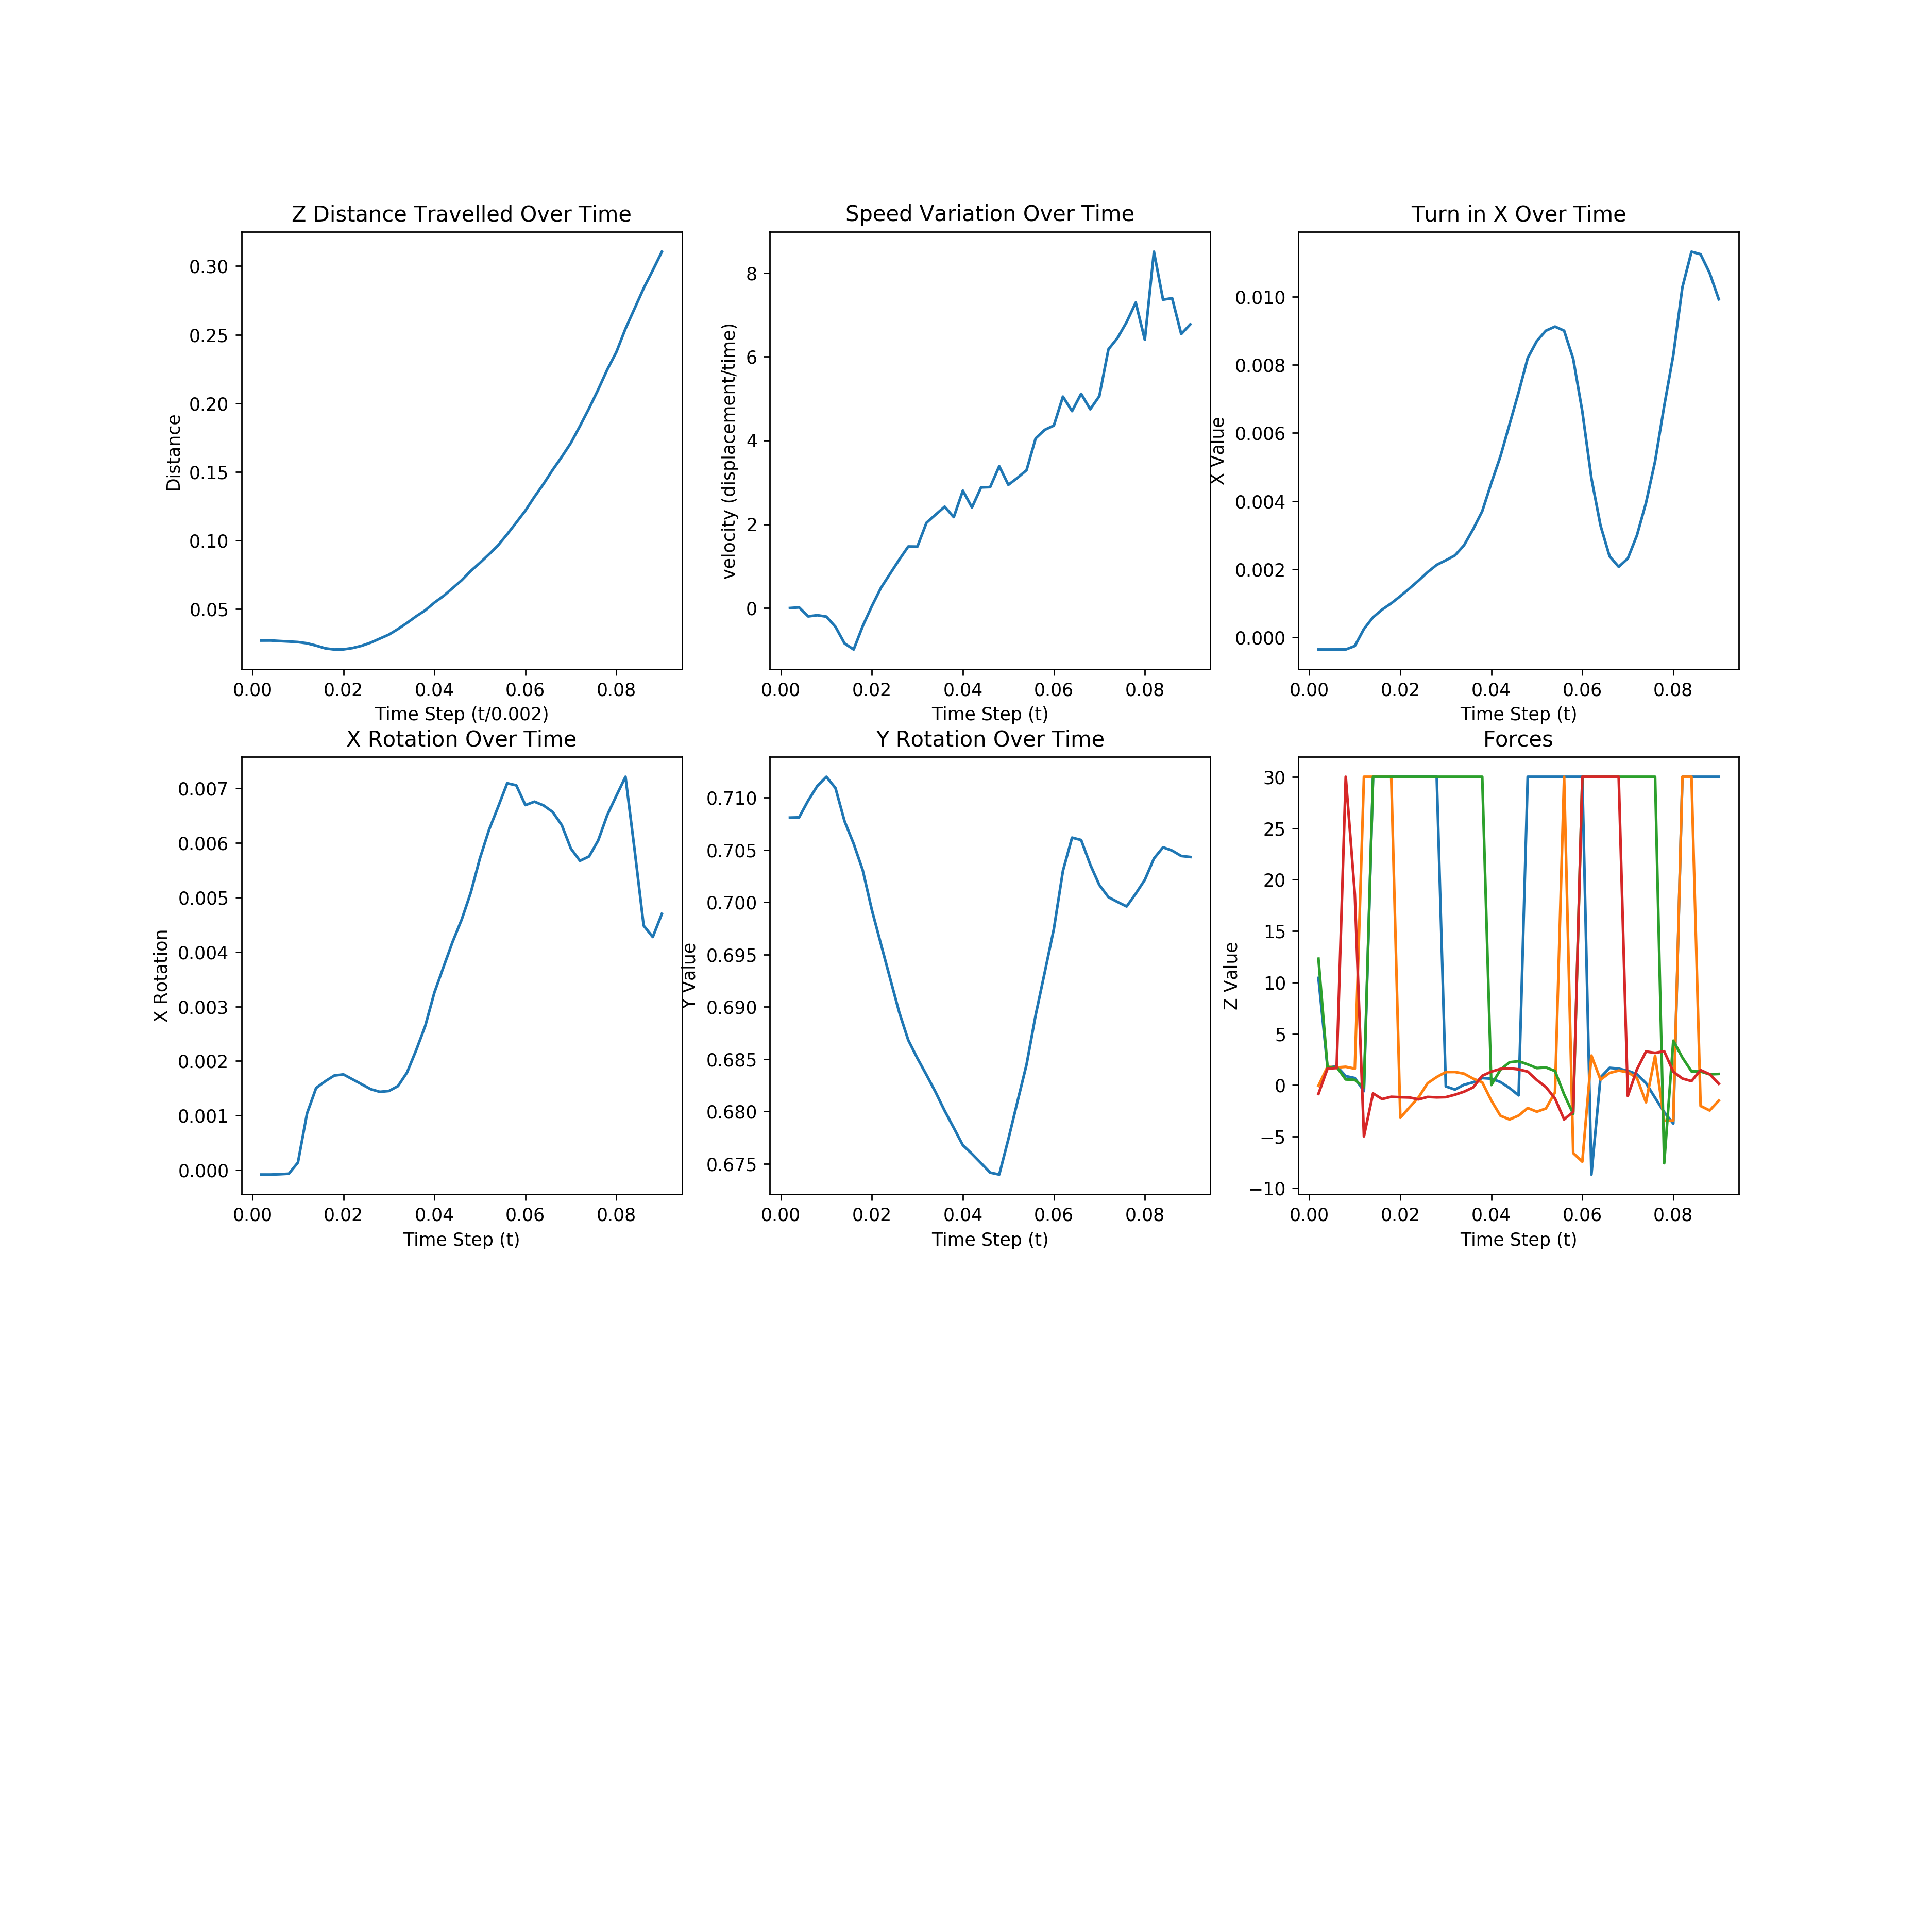 Z Distance Travelled Over Time
Distance
0.30
0.25
0.20
0.15
0.10
0.05
0.00 0.02 0.04 0.06 0.08
Time Step (t/0.002)
Speed Variation Over Time
velocity (displacement/time)
8
6
4
2
0
0.00 0.02 0.04 0.06 0.08
Time Step (t)
Turn in X Over Time
X Value
0.010
0.008
0.006
0.004
0.002
0.000
0.00 0.02 0.04 0.06 0.08
Time Step (t)
X Rotation Over Time
X Rotation
0.007
0.006
0.005
0.004
0.003
0.002
0.001
0.000
0.00 0.02 0.04 0.06 0.08
Time Step (t)
Y Rotation Over Time
Y Value
0.710
0.705
0.700
0.695
0.690
0.685
0.680
0.675
0.00 0.02 0.04 0.06 0.08
Time Step (t)
Forces
Z Value
30
25
20
15
10
5
0
−5
−10
0.00 0.02 0.04 0.06 0.08
Time Step (t)